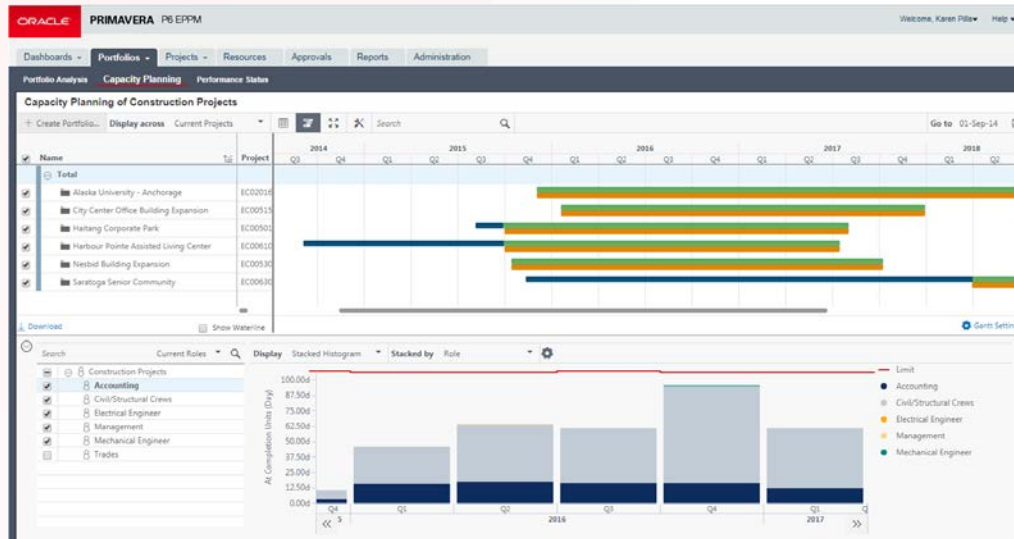 ORACLE PRIMAVERA P6 EPPM Welcome, Karen Pilla Help
Dashboards Portfolios Projects Resources Approvals Reports Administration
Portfolio Analysis Capacity Planning Performance Status
Capacity Planning of Construction Projects
+ Create Portfolio... Display across Current Projects Search Go to 01-Sep-14
Name Project
2014 2015 2016 2017 2018
Q3 Q4 Q1 Q2 Q3 Q4 Q1 Q2 Q3 Q4 Q1 Q2 Q3 Q4 Q1 Q2
Total
Alaska University - Anchorage EC02016
City Center Office Building Expansion EC00515
Haitang Corporate Park EC00501
Harbour Pointe Assisted Living Center EC00610
Nesbid Building Expansion EC00530
Saratoga Senior Community EC00630
Download Show Waterline Gantt Settin
Search Current Roles Display Stacked Histogram Stacked by Role
Construction Projects
Accounting
Civil/Structural Crews
Electrical Engineer
Management
Mechanical Engineer
Trades
At Completion Units (Day)
100.00d
87.50d
75.00d
62.50d
50.00d
37.50d
25.00d
12.50d
0.00d
Q4 Q1 Q2 Q3 Q4 Q1 Q
5 2016 2017
Limit
Accounting
Civil/Structural Crews
Electrical Engineer
Management
Mechanical Engineer